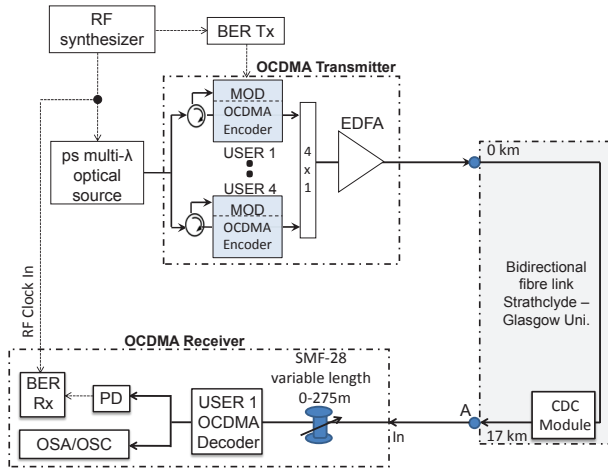 RF
synthesizer
BER Tx
OCDMA Transmitter
MOD
OCDMA
Encoder
USER 1
USER 4
MOD
OCDMA
Encoder
4
x
1
EDFA
ps multi-λ
optical
source
0 km
Bidirectional
fibre link
Strathclyde –
Glasgow Uni.
CDC
Module
17 km
A
In
RF Clock In
OCDMA Receiver
SMF-28
variable length
0-275m
USER 1
OCDMA
Decoder
PD
BER
Rx
OSA/OSC